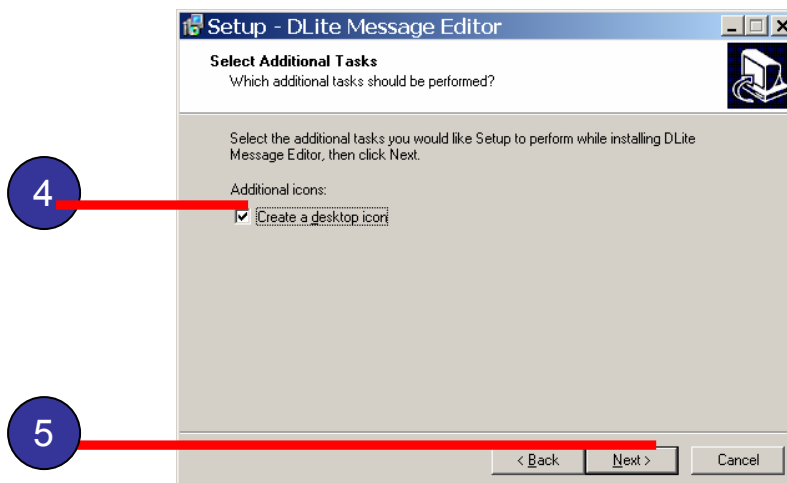 Setup - DLite Message Editor
Select Additional Tasks
Which additional tasks should be performed?
Select the additional tasks you would like Setup to perform while installing DLite
Message Editor, then click Next.
4
Additional icons:
Create a desktop icon
5
< Back
Next >
Cancel